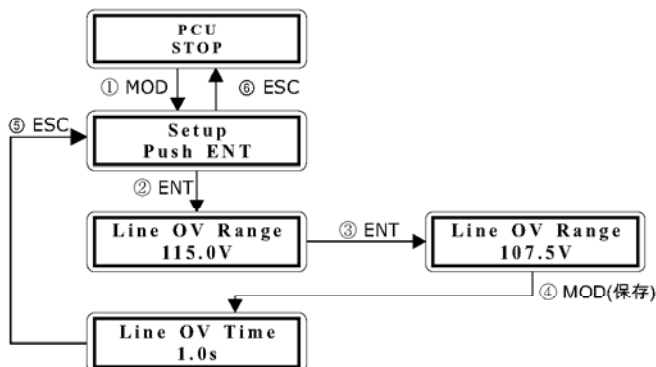 PCU
STOP
① MOD
⑥ ESC
⑤ ESC
Setup
Push ENT
② ENT
Line OV Range
115.0V
③ ENT
Line OV Range
107.5V
④ MOD(保存)
Line OV Time
1.0s